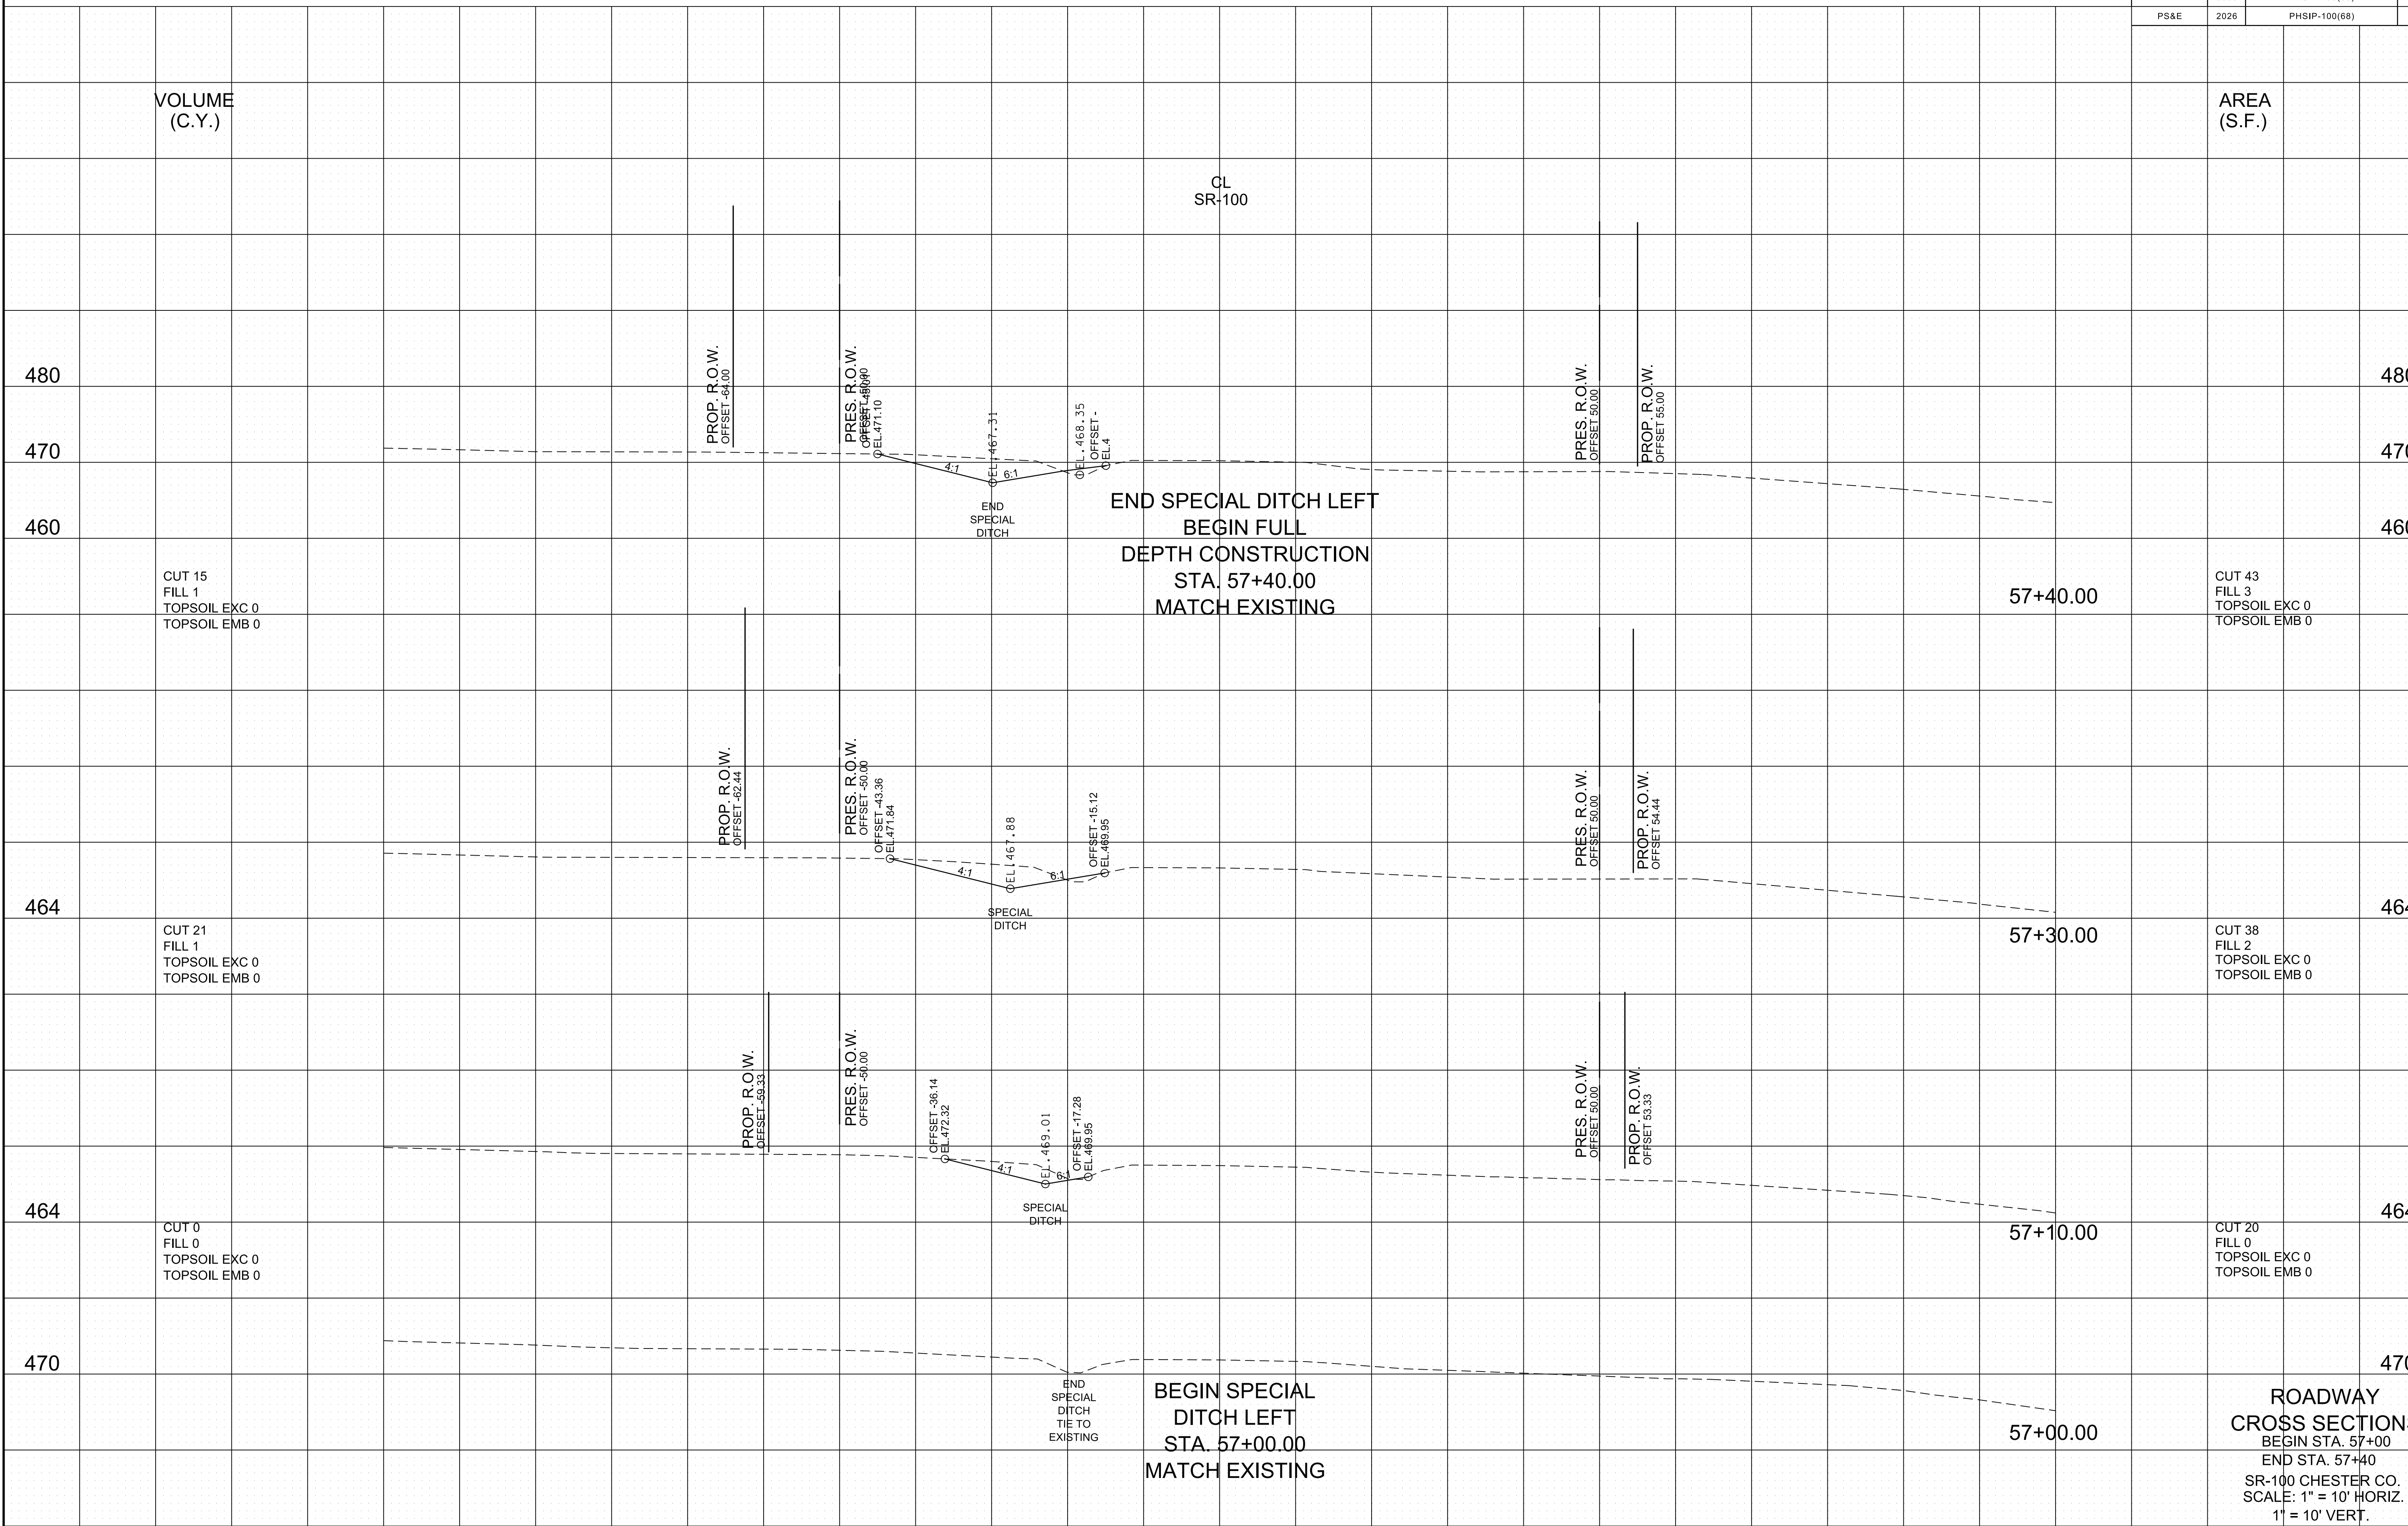 PS&E 2026 PHSIP-100(68)
VOLUME
(C.Y.)
AREA
(S.F.)
CL
SR-100
PROP. R.O.W.
OFFSET -64.00
PRES. R.O.W.
EL.471.10
EL.467.31
EL.468.35
OFFSET -
EL.4
PRES. R.O.W.
OFFSET 50.00
PROP. R.O.W.
OFFSET 55.00
480
470
460
4:1
6:1
END
SPECIAL
DITCH
END SPECIAL DITCH LEFT
BEGIN FULL
DEPTH CONSTRUCTION
STA. 57+40.00
MATCH EXISTING
CUT 15
FILL 1
TOPSOIL EXC 0
TOPSOIL EMB 0
57+40.00
CUT 43
FILL 3
TOPSOIL EXC 0
TOPSOIL EMB 0
PROP. R.O.W.
OFFSET -62.44
PRES. R.O.W.
OFFSET -50.00
OFFSET -43.36
EL.471.84
EL.467.88
OFFSET -15.12
EL.469.95
PRES. R.O.W.
OFFSET 50.00
PROP. R.O.W.
OFFSET 54.44
4:1
6:1
SPECIAL
DITCH
464
57+30.00
CUT 21
FILL 1
TOPSOIL EXC 0
TOPSOIL EMB 0
CUT 38
FILL 2
TOPSOIL EXC 0
TOPSOIL EMB 0
PROP. R.O.W.
OFFSET -59.33
PRES. R.O.W.
OFFSET -50.00
OFFSET -36.14
EL.472.32
EL.469.01
OFFSET -17.28
EL.469.95
PRES. R.O.W.
OFFSET 50.00
PROP. R.O.W.
OFFSET 53.33
4:1
6:1
SPECIAL
DITCH
464
57+10.00
CUT 0
FILL 0
TOPSOIL EXC 0
TOPSOIL EMB 0
CUT 20
FILL 0
TOPSOIL EXC 0
TOPSOIL EMB 0
470
END
SPECIAL
DITCH
TIE TO
EXISTING
BEGIN SPECIAL
DITCH LEFT
STA. 57+00.00
MATCH EXISTING
57+00.00
ROADWAY
CROSS SECTION
BEGIN STA. 57+00
END STA. 57+40
SR-100 CHESTER CO.
SCALE: 1" = 10' HORIZ.
1" = 10' VERT.